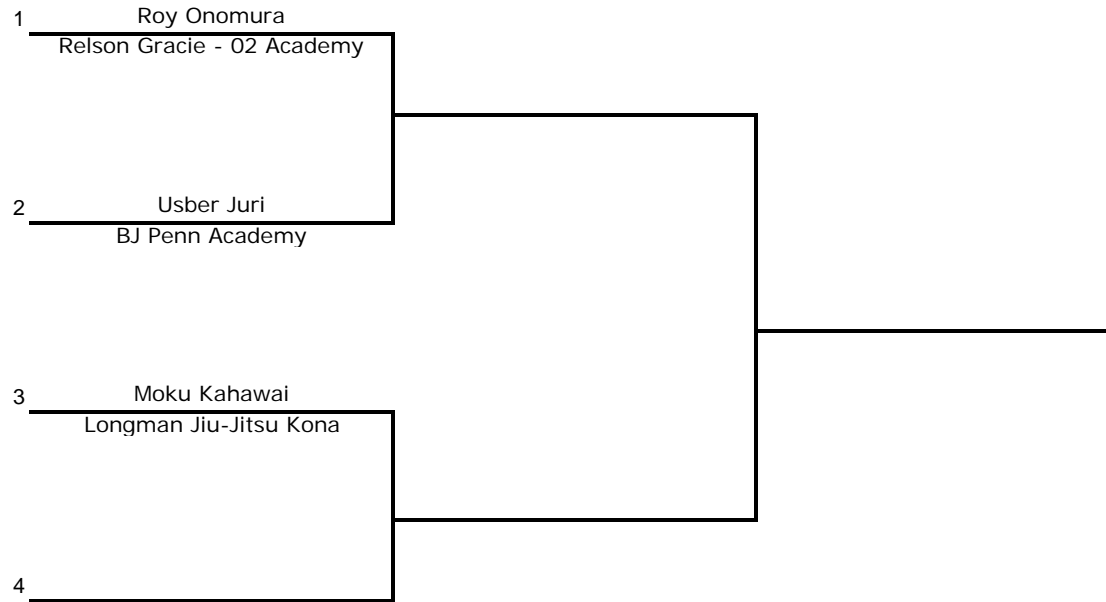 1
Roy Onomura
Relson Gracie - 02 Academy
2
Usber Juri
BJ Penn Academy
3
Moku Kahawai
Longman Jiu-Jitsu Kona
4